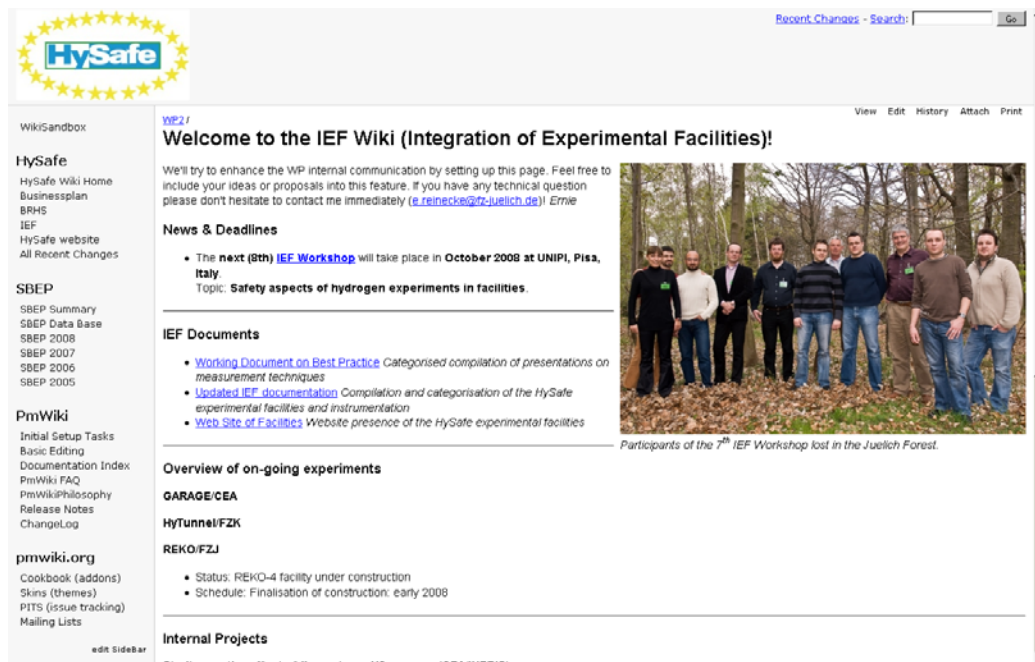 HySafe
Recent Changes - Search: Go
View Edit History Attach Print
WikiSandbox
HySafe
HySafe Wiki Home
Businessplan
BRHS
IEF
HySafe website
All Recent Changes
SBEP
SBEP Summary
SBEP Data Base
SBEP 2008
SBEP 2007
SBEP 2006
SBEP 2005
PmWiki
Initial Setup Tasks
Basic Editing
Documentation Index
PmWiki FAQ
PmWikiPhilosophy
Release Notes
ChangeLog
pmwiki.org
Cookbook (addons)
Skins (themes)
PITS (issue tracking)
Mailing Lists
edit SideBar
WP2 /
Welcome to the IEF Wiki (Integration of Experimental Facilities)!
We'll try to enhance the WP internal communication by setting up this page. Feel free to
include your ideas or proposals into this feature. If you have any technical question
please don't hesitate to contact me immediately (e.reinecke@fz-juelich.de)! Ernie
News & Deadlines
• The next (8th) IEF Workshop will take place in October 2008 at UNIPI, Pisa,
Italy.
Topic: Safety aspects of hydrogen experiments in facilities.
IEF Documents
• Working Document on Best Practice Categorised compilation of presentations on
measurement techniques
• Updated IEF documentation Compilation and categorisation of the HySafe
experimental facilities and instrumentation
• Web Site of Facilities Website presence of the HySafe experimental facilities
Participants of the 7th IEF Workshop lost in the Juelich Forest.
Overview of on-going experiments
GARAGE/CEA
HyTunnel/FZK
REKO/FZJ
• Status: REKO-4 facility under construction
• Schedule: Finalisation of construction: early 2008
Internal Projects